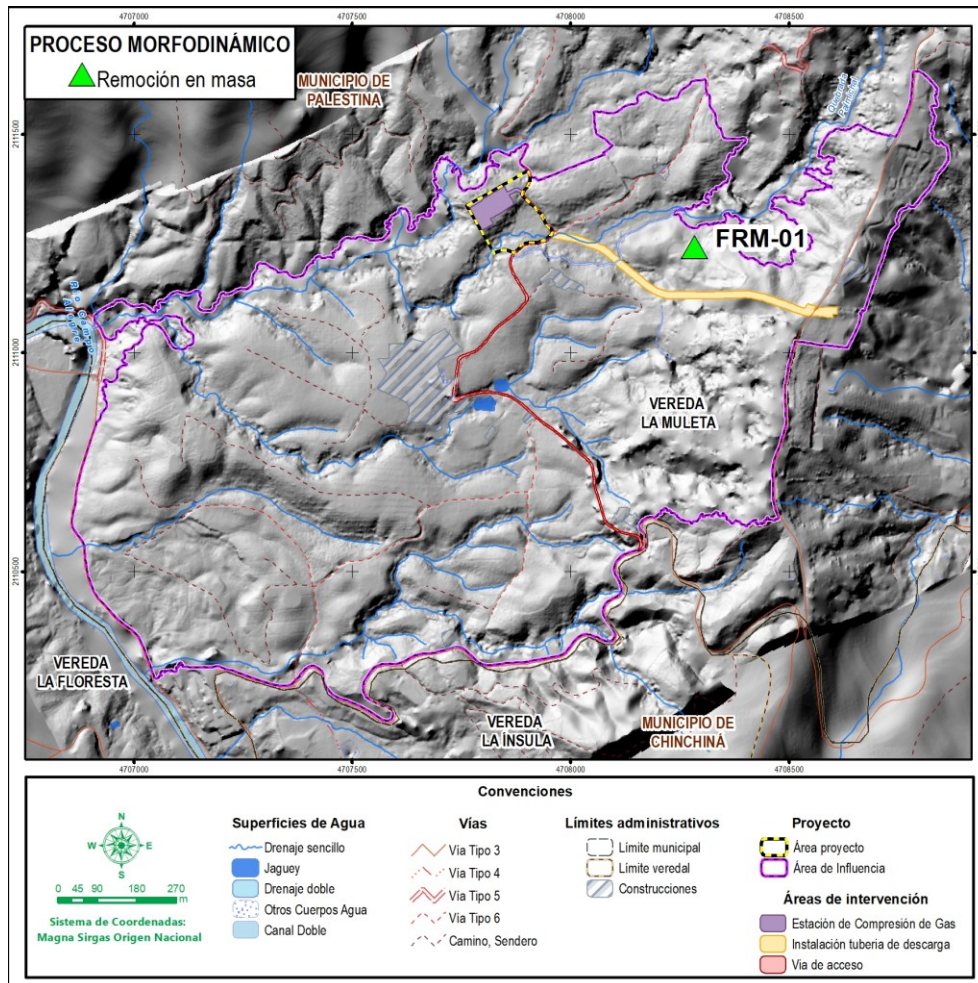 4707000
4707500
4708000
4708500
PROCESO MORFODINÁMICO
Remoción en masa
MUNICIPIO DE
PALESTINA
2111500
2111000
2110500
FRM-01
VEREDA
LA MULETA
VEREDA
LA FLORESTA
VEREDA
LA ÍNSULA
MUNICIPIO DE
CHINCHINÁ
4707000
4707500
4708000
4708500
Convenciones
N
W
E
S
0 45 90 180 270
m
Sistema de Coordenadas:
Magna Sirgas Origen Nacional
Superficies de Agua
Drenaje sencillo
Jaguey
Drenaje doble
Otros Cuerpos Agua
Canal Doble
Vías
Vía Tipo 3
Vía Tipo 4
Vía Tipo 5
Vía Tipo 6
Camino, Sendero
Límites administrativos
Límite municipal
Límite veredal
Construcciones
Proyecto
Área proyecto
Área de Influencia
Áreas de intervención
Estación de Compresión de Gas
Instalación tuberia de descarga
Via de acceso